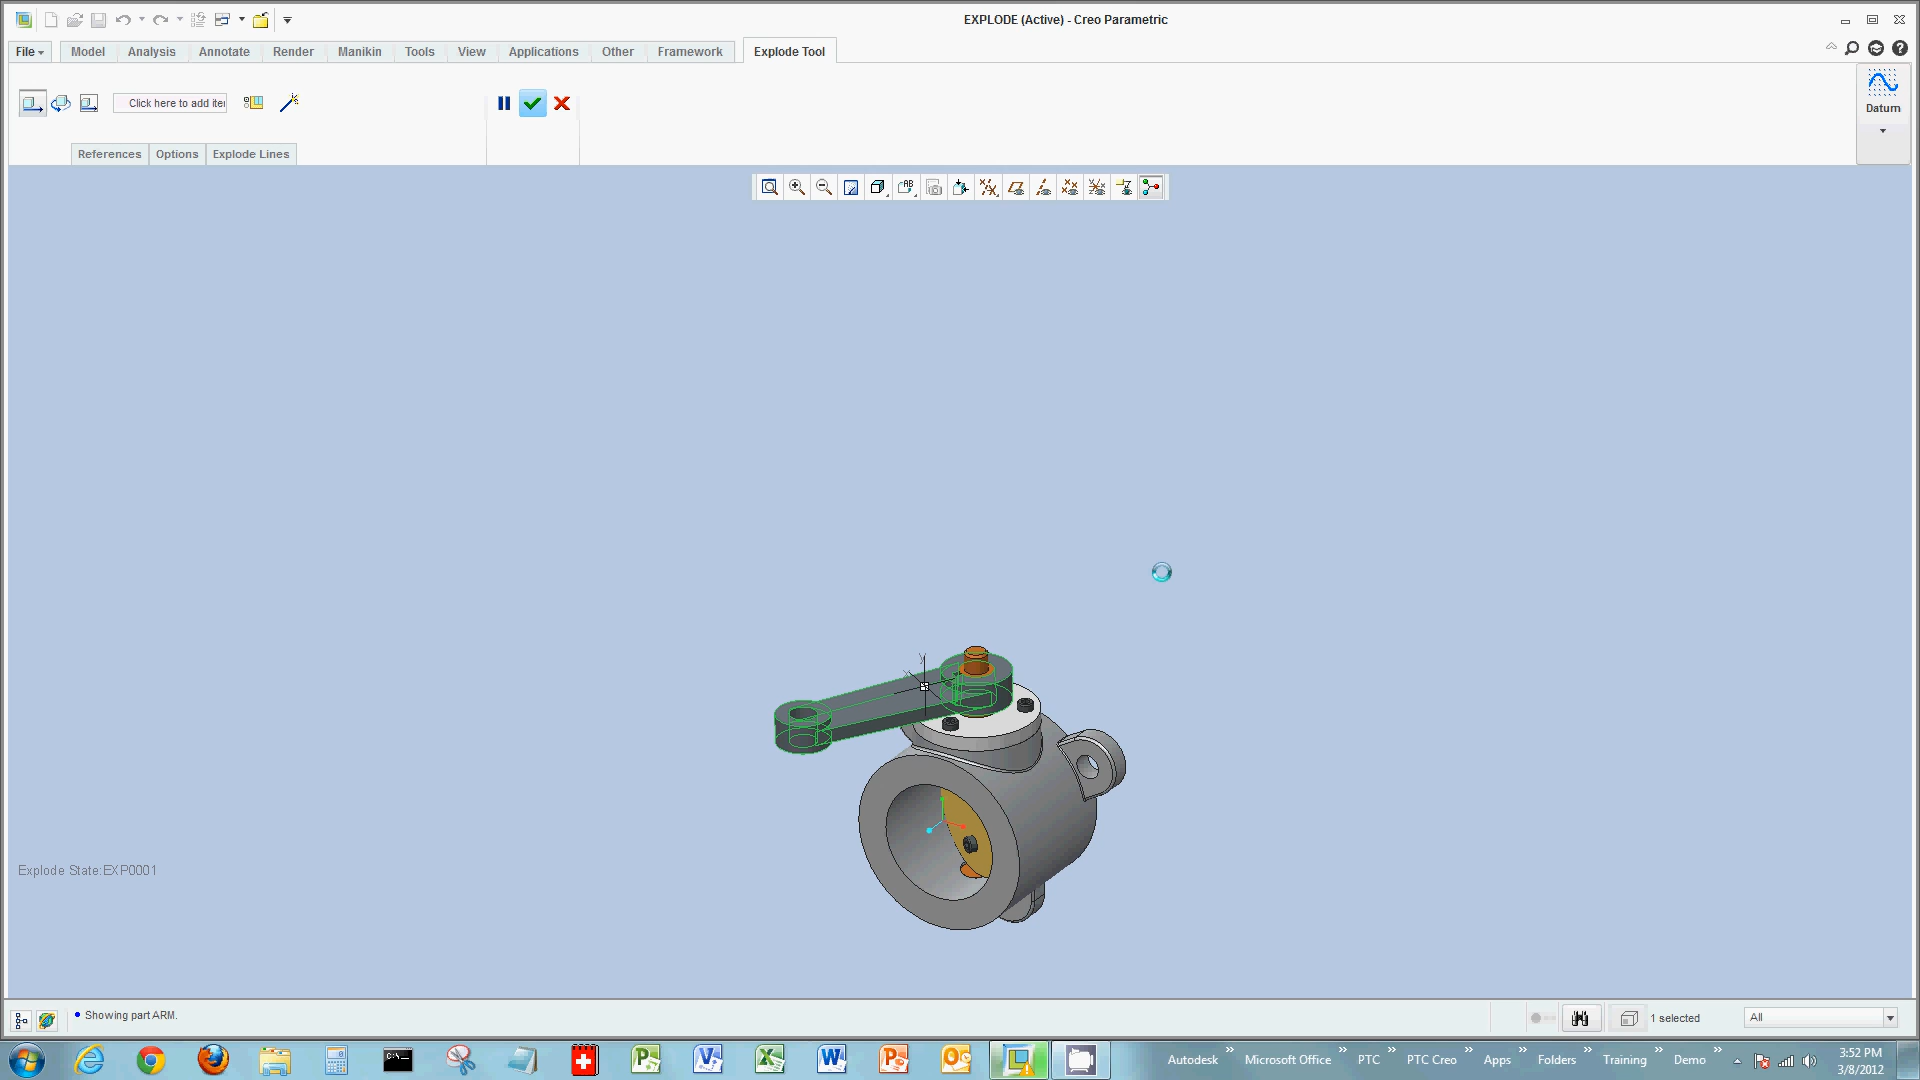 EXPLODE (Active) - Creo Parametric
File Model Analysis Annotate Render Manikin Tools View Applications Other Framework Explode Tool
Click here to add iter
Datum
References Options Explode Lines
Explode State:EXP0001
Showing part ARM.
1 selected
All
Autodesk Microsoft Office PTC PTC Creo Apps Folders Training Demo
3:52 PM
3/8/2012